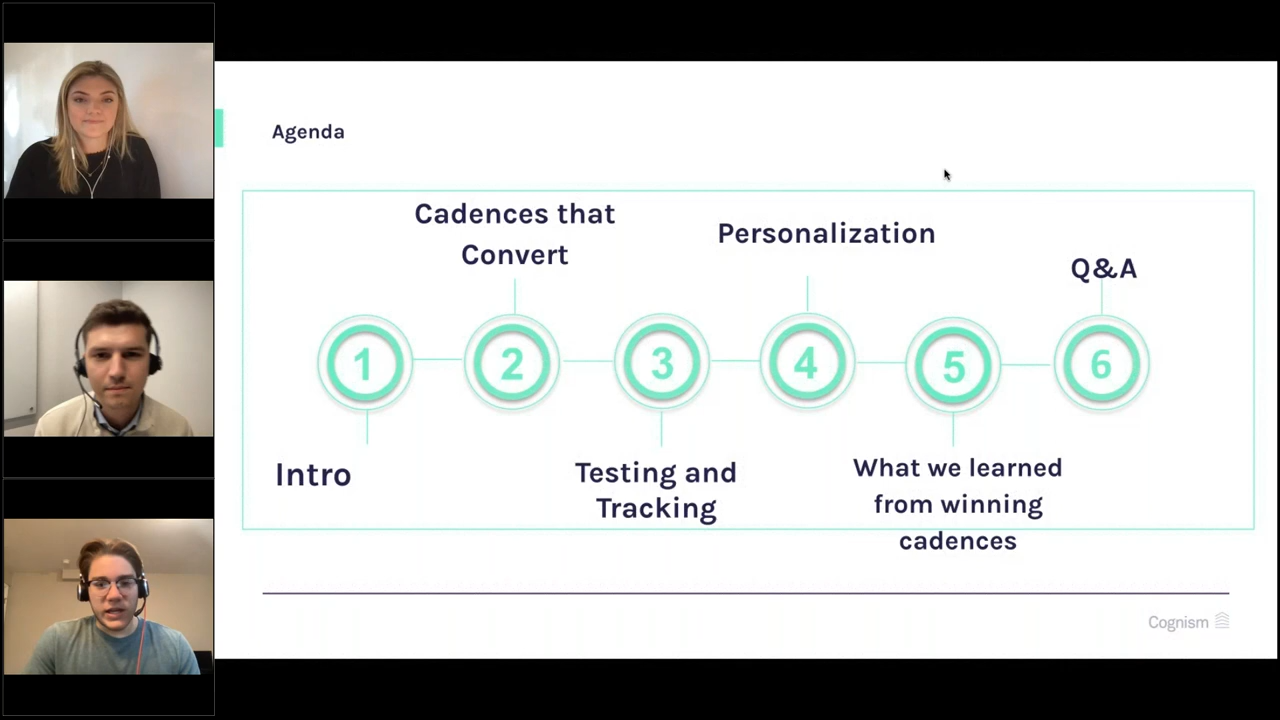 Agenda
Cadences that
Convert
Personalization
Q&A
1
2
3
4
5
6
Intro
Testing and
Tracking
What we learned
from winning
cadences
Cognism